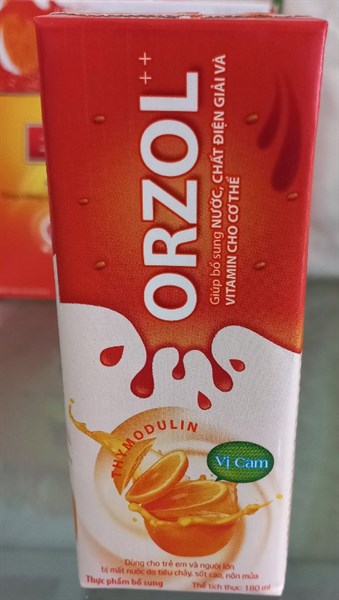 ORZOL++
Giúp bổ sung NƯỚC, CHẤT ĐIỆN GIẢI VÀ
VITAMIN CHO CƠ THỂ
THYMODULIN
Vị Cam
Dùng cho trẻ em và người lớn
bị mất nước do tiêu chảy, sốt cao, nôn mửa
Thực phẩm bổ sung Thể tích thực: 180 ml